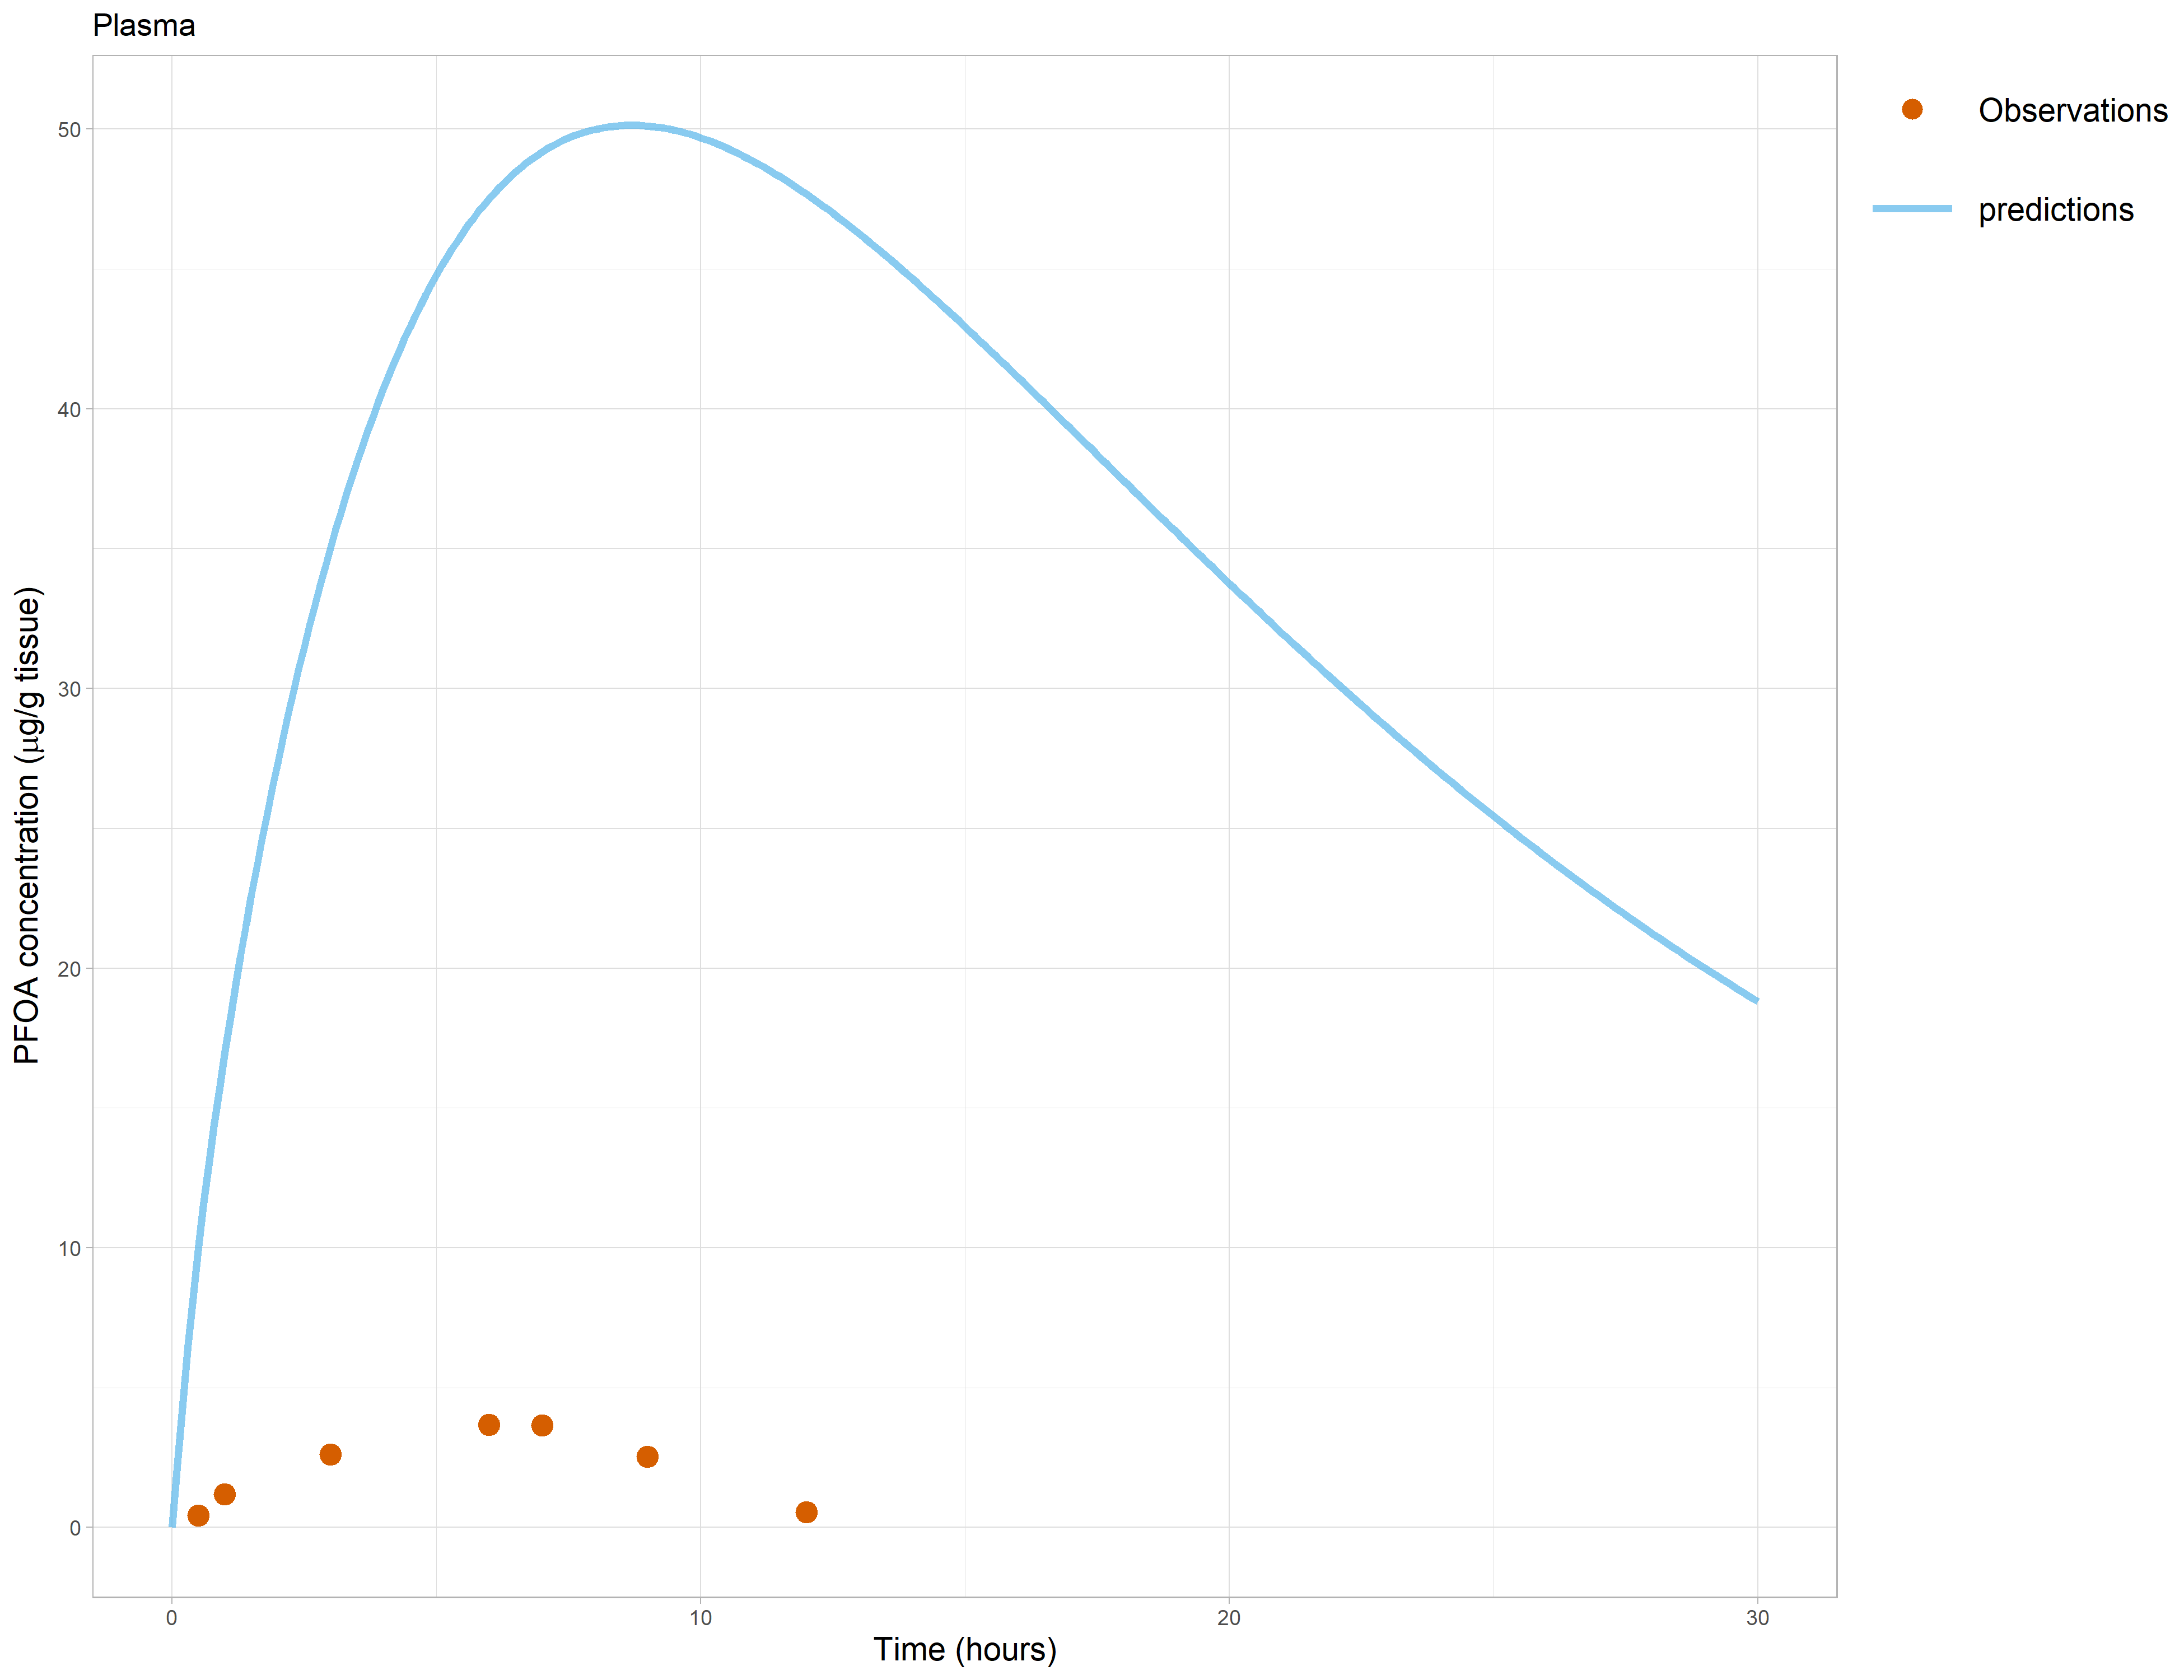 Plasma
Observations
predictions
PFOA concentration (μg/g tissue)
50
40
30
20
10
0
0 10 20 30
Time (hours)